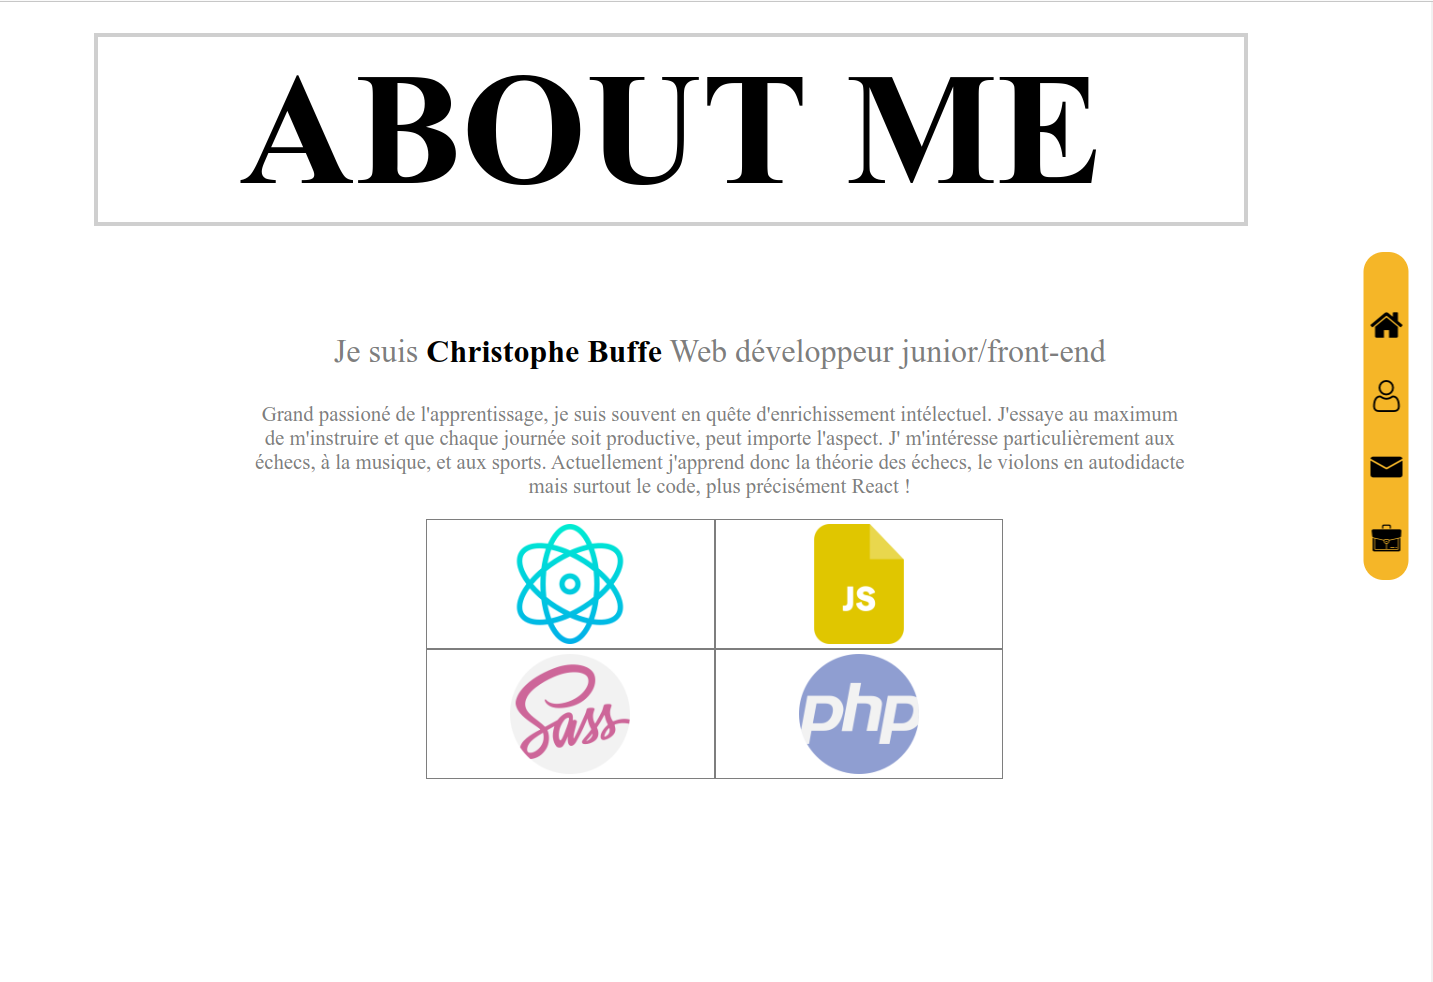 ABOUT ME
Je suis Christophe Buffe Web développeur junior/front-end
Grand passioné de l'apprentissage, je suis souvent en quête d'enrichissement intélectuel. J'essaye au maximum
de m'instruire et que chaque journée soit productive, peut importe l'aspect. J' m'intéresse particulièrement aux
échecs, à la musique, et aux sports. Actuellement j'apprend donc la théorie des échecs, le violons en autodidacte
mais surtout le code, plus précisément React !
JS
Sass
php